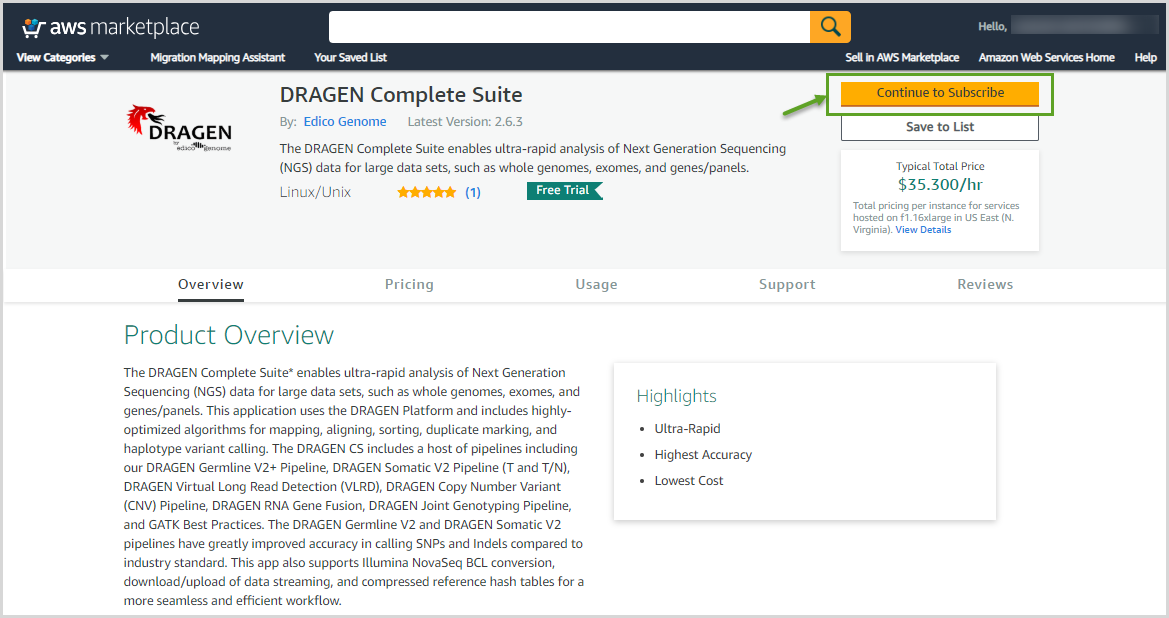 aws marketplace
Hello,
View Categories
Migration Mapping Assistant
Your Saved List
Sell in AWS Marketplace
Amazon Web Services Home
Help
DRAGEN
by
edico genome
DRAGEN Complete Suite
By: Edico Genome Latest Version: 2.6.3
The DRAGEN Complete Suite enables ultra-rapid analysis of Next Generation Sequencing
(NGS) data for large data sets, such as whole genomes, exomes, and genes/panels.
Linux/Unix (1) Free Trial
Continue to Subscribe
Save to List
Typical Total Price
$35.300/hr
Total pricing per instance for services
hosted on f1.16xlarge in US East (N.
Virginia). View Details
Overview Pricing Usage Support Reviews
Product Overview
The DRAGEN Complete Suite* enables ultra-rapid analysis of Next Generation
Sequencing (NGS) data for large data sets, such as whole genomes, exomes, and
genes/panels. This application uses the DRAGEN Platform and includes highly-
optimized algorithms for mapping, aligning, sorting, duplicate marking, and
haplotype variant calling. The DRAGEN CS includes a host of pipelines including
our DRAGEN Germline V2+ Pipeline, DRAGEN Somatic V2 Pipeline (T and T/N),
DRAGEN Virtual Long Read Detection (VLRD), DRAGEN Copy Number Variant
(CNV) Pipeline, DRAGEN RNA Gene Fusion, DRAGEN Joint Genotyping Pipeline,
and GATK Best Practices. The DRAGEN Germline V2 and DRAGEN Somatic V2
pipelines have greatly improved accuracy in calling SNPs and Indels compared to
industry standard. This app also supports Illumina NovaSeq BCL conversion,
download/upload of data streaming, and compressed reference hash tables for a
more seamless and efficient workflow.
Highlights
Ultra-Rapid
Highest Accuracy
Lowest Cost